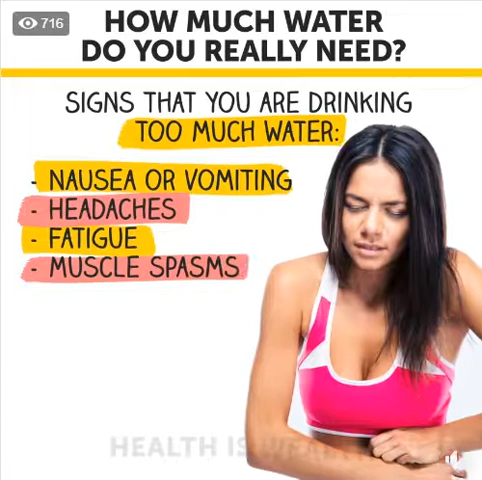 716
HOW MUCH WATER
DO YOU REALLY NEED?
SIGNS THAT YOU ARE DRINKING
TOO MUCH WATER:
- NAUSEA OR VOMITING
- HEADACHES
- FATIGUE
- MUSCLE SPASMS
HEALTH IS